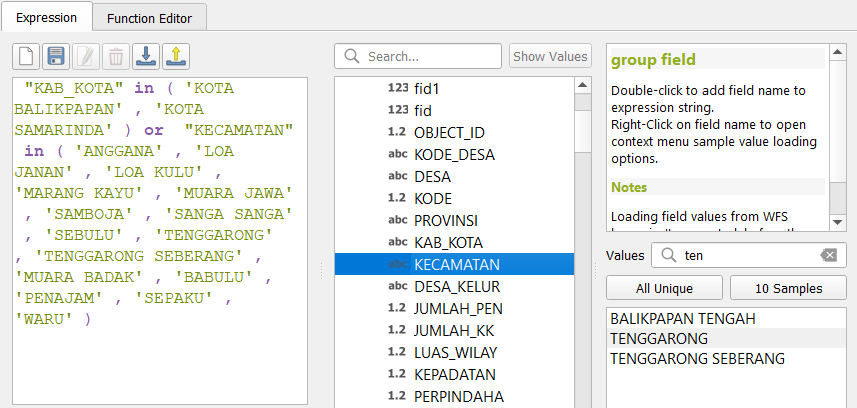 Expression
Function Editor
"KAB_KOTA" in ( 'KOTA
BALIKPAPAN' , 'KOTA
SAMARINDA' ) or "KECAMATAN"
in ( 'ANGGANA' , 'LOA
JANAN' , 'LOA KULU' ,
'MARANG KAYU' , 'MUARA JAWA'
, 'SAMBOJA' , 'SANGA SANGA'
, 'SEBULU' , 'TENGGARONG'
, 'TENGGARONG SEBERANG' ,
'MUARA BADAK' , 'BABULU' ,
'PENAJAM' , 'SEPAKU' ,
'WARU' )
Search...
Show Values
123 fid1
123 fid
1.2 OBJECT_ID
abc KODE_DESA
abc DESA
1.2 KODE
abc PROVINSI
abc KAB_KOTA
abc KECAMATAN
abc DESA_KELUR
1.2 JUMLAH_PEN
1.2 JUMLAH_KK
1.2 LUAS_WILAY
1.2 KEPADATAN
1.2 PERPINDAHA
group field
Double-click to add field name to
expression string.
Right-Click on field name to open
context menu sample value loading
options.
Notes
Loading field values from WFS
Values
ten
All Unique
10 Samples
BALIKPAPAN TENGAH
TENGGARONG
TENGGARONG SEBERANG